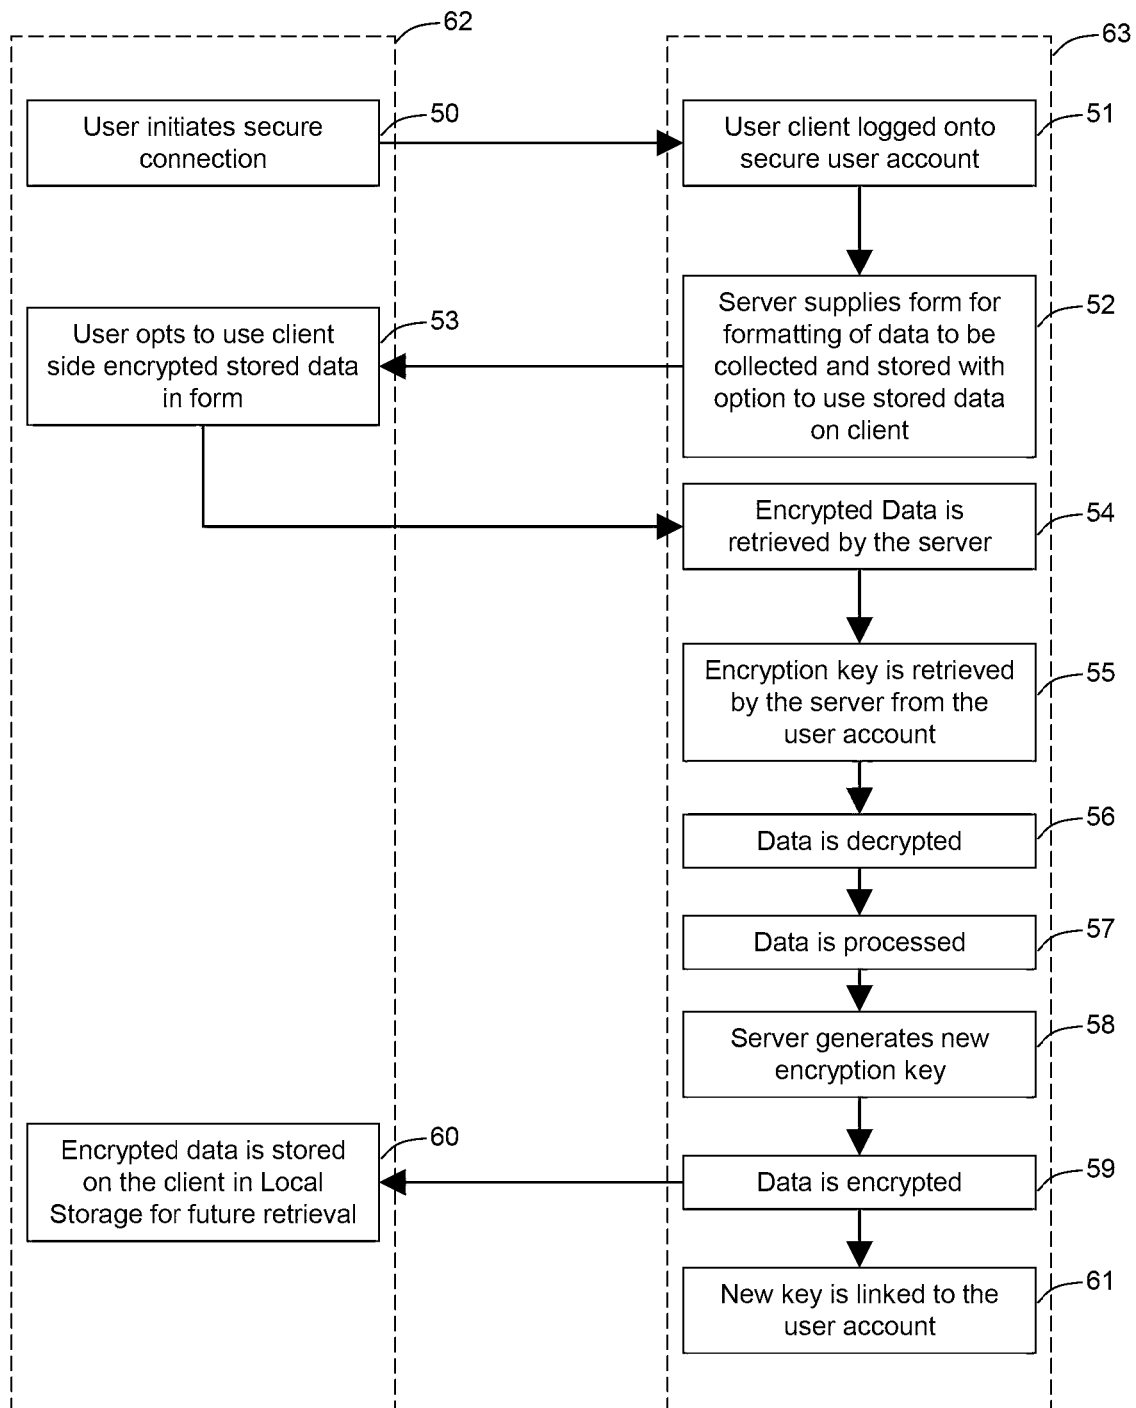 62
63
User initiates secure
connection
50
User client logged onto
secure user account
51
Server supplies form for
formatting of data to be
collected and stored with
option to use stored data
on client
52
User opts to use client
side encrypted stored data
in form
53
Encrypted Data is
retrieved by the server
54
Encryption key is retrieved
by the server from the
user account
55
Data is decrypted
56
Data is processed
57
Server generates new
encryption key
58
Data is encrypted
59
Encrypted data is stored
on the client in Local
Storage for future retrieval
60
New key is linked to the
user account
61